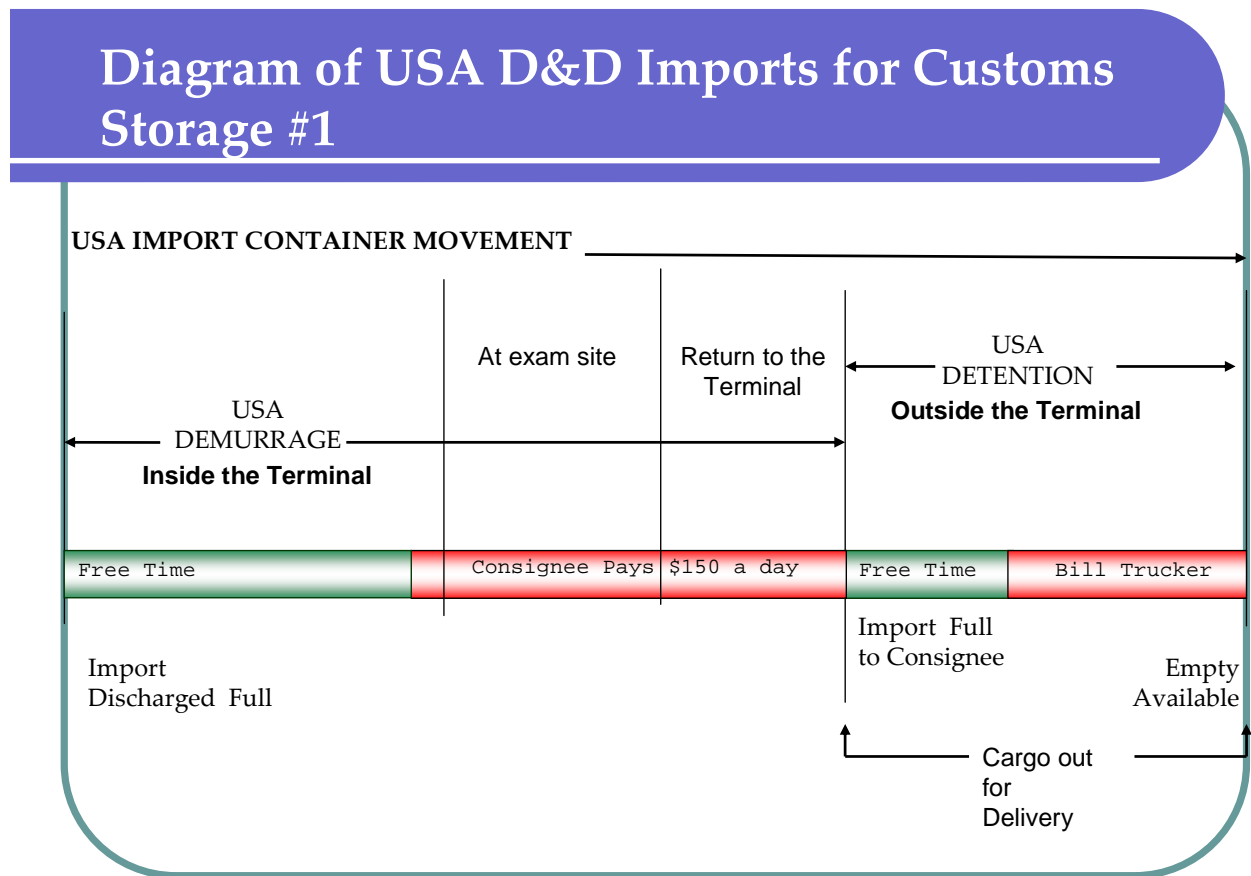 Diagram of USA D&D Imports for Customs
Storage #1
USA IMPORT CONTAINER MOVEMENT
At exam site
Return to the
Terminal
USA
DETENTION
Outside the Terminal
USA
DEMURRAGE
Inside the Terminal
Free Time
Consignee Pays $150 a day
Free Time
Bill Trucker
Import Discharged Full
Import Full
to Consignee
Empty
Available
Cargo out
for
Delivery